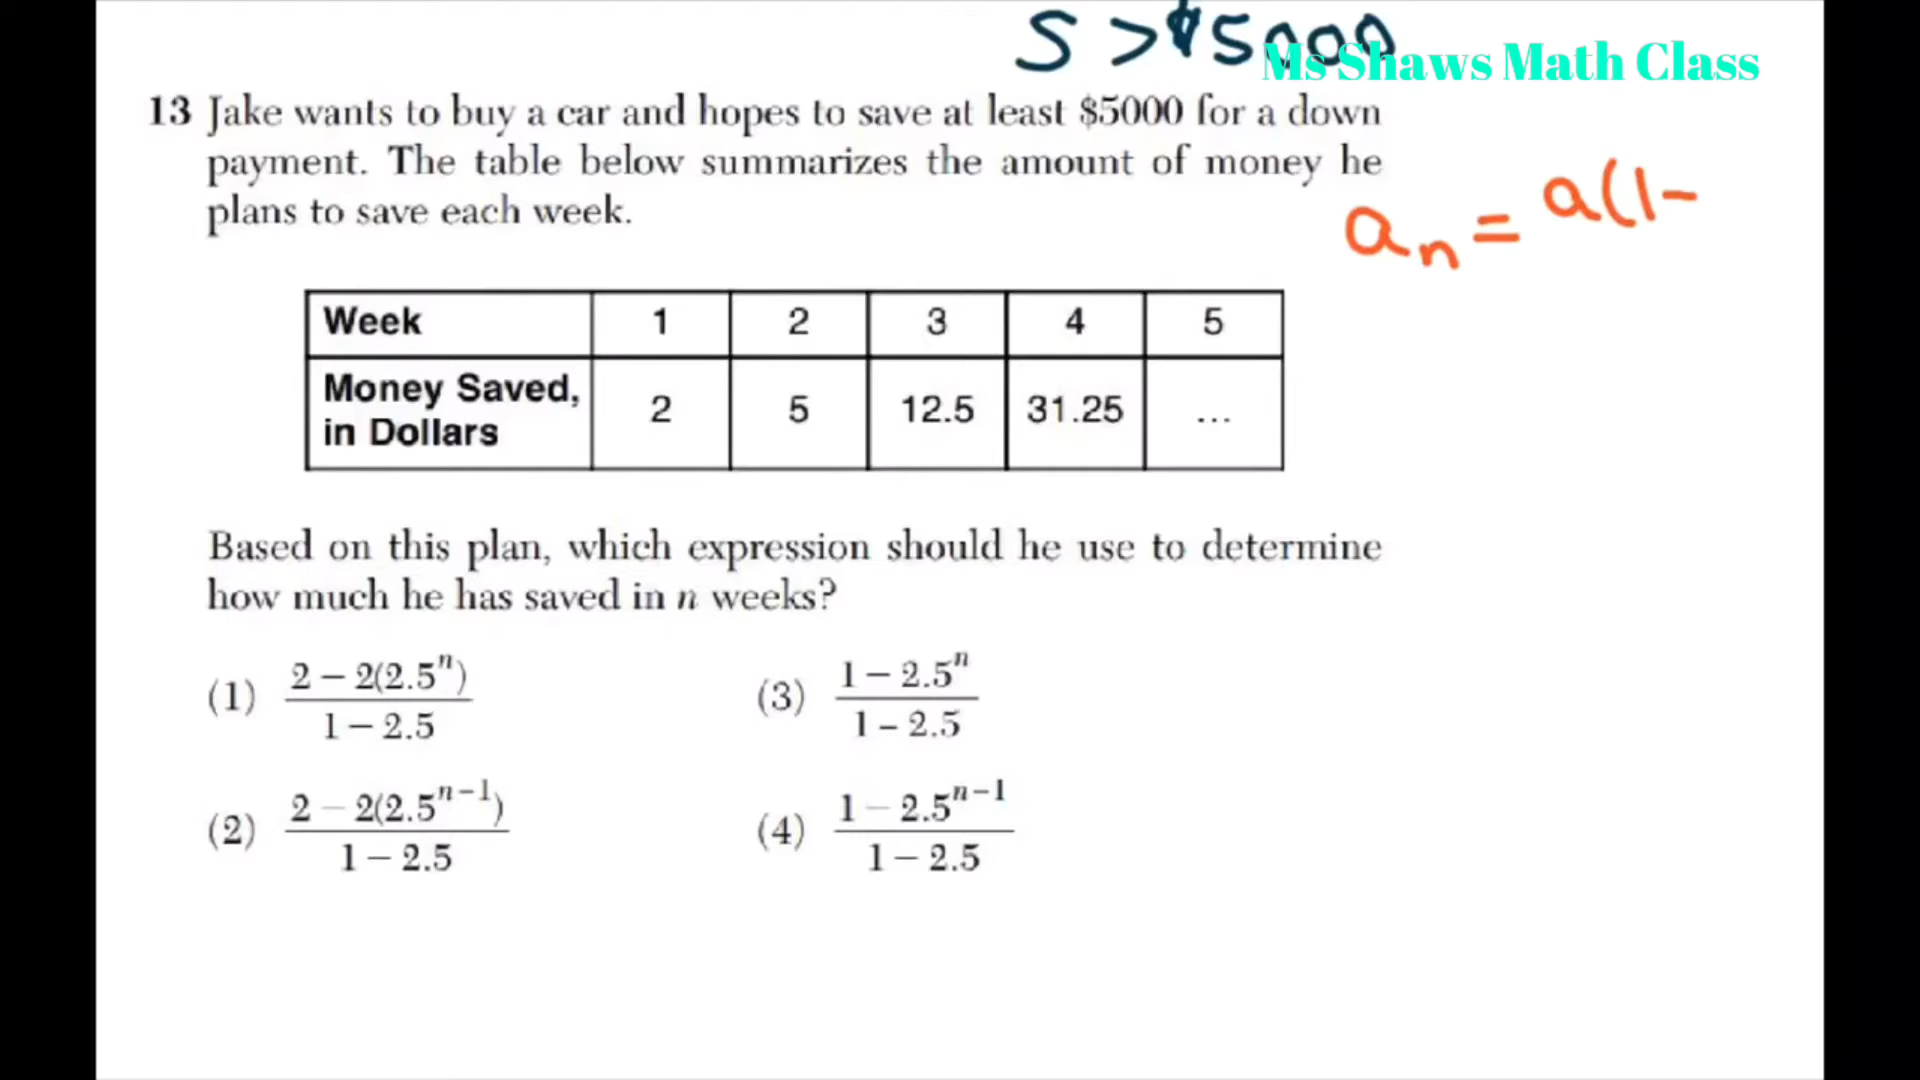 S > $5000
Ms Shaws Math Class
13 Jake wants to buy a car and hopes to save at least $5000 for a down
payment. The table below summarizes the amount of money he
plans to save each week.
aₙ = a(1-
Week 1 2 3 4 5
Money Saved, in Dollars 2 5 12.5 31.25 ...
Based on this plan, which expression should he use to determine
how much he has saved in n weeks?
(1) (2 – 2(2.5ⁿ)) / (1 – 2.5)
(3) (1 – 2.5ⁿ) / (1 – 2.5)
(2) (2 – 2(2.5ⁿ⁻¹)) / (1 – 2.5)
(4) (1 – 2.5ⁿ⁻¹) / (1 – 2.5)